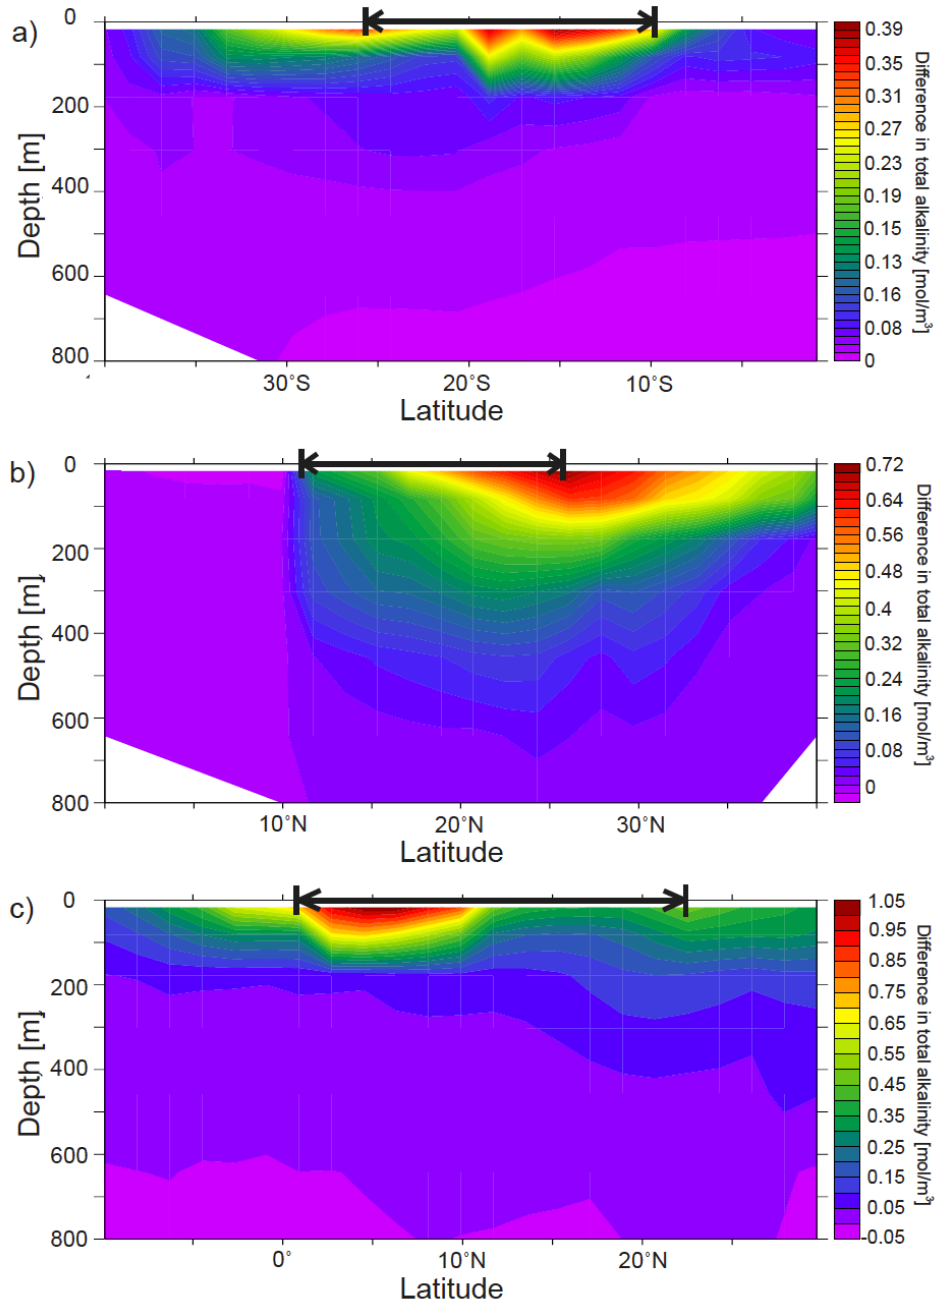 a)
0
200
400
600
800
Depth [m]
30°S
20°S
10°S
Latitude
0.39
0.35
0.31
0.27
0.23
0.19
0.13
0.16
0.08
0
Difference in total alkalinity [mol/m³]
b)
0
200
400
600
800
Depth [m]
10°N
20°N
30°N
Latitude
0.72
0.64
0.56
0.48
0.4
0.32
0.24
0.16
0.08
0
Difference in total alkalinity [mol/m³]
c)
0
200
400
600
800
Depth [m]
0°
10°N
20°N
Latitude
1.05
0.95
0.85
0.75
0.65
0.55
0.45
0.35
0.25
0.15
0.05
-0.05
Difference in total alkalinity [mol/m³]